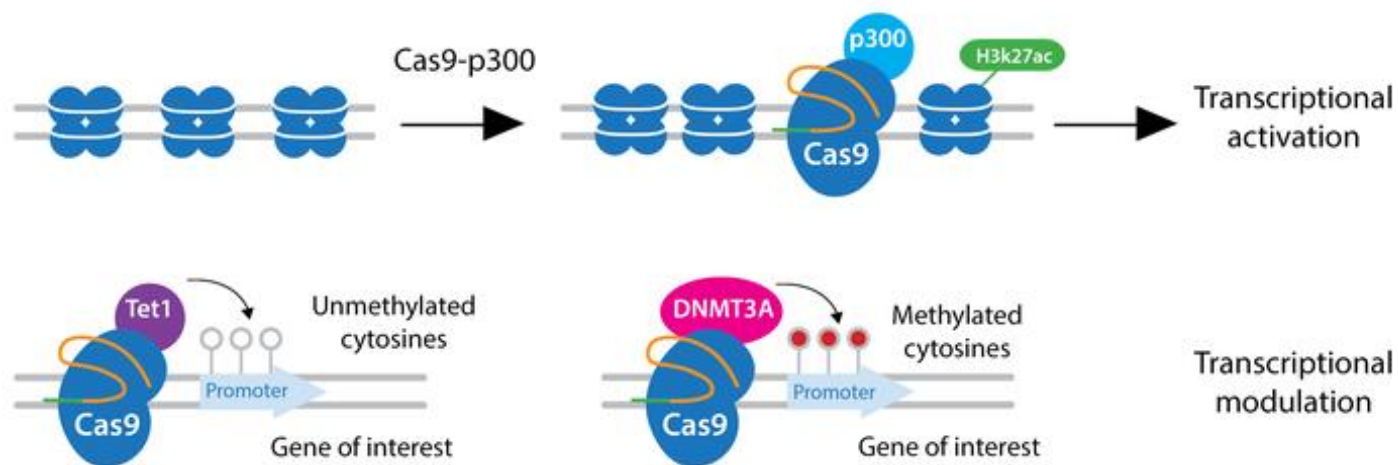 Cas9-p300
p300
H3k27ac
Cas9
Transcriptional
activation
Tet1
Unmethylated
cytosines
Promoter
Cas9
Gene of interest
DNMT3A
Methylated
cytosines
Promoter
Cas9
Gene of interest
Transcriptional
modulation